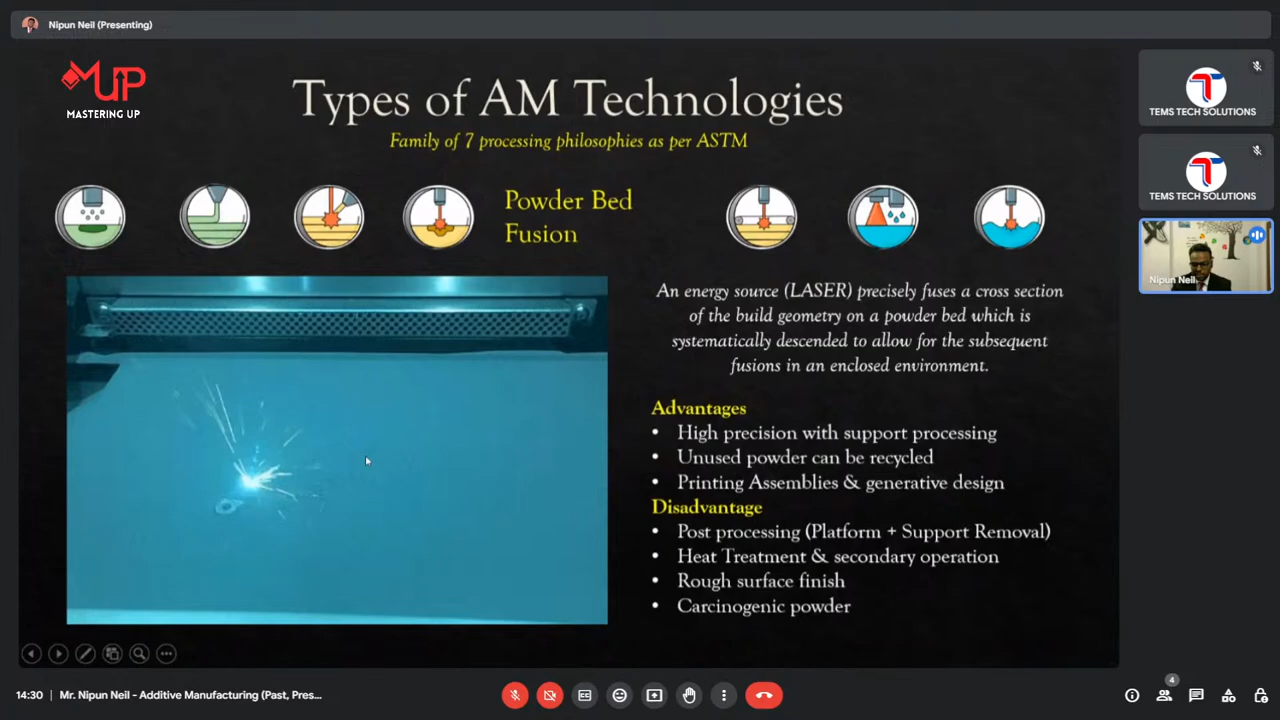 Nipun Neil (Presenting)
MUP
MASTERING UP
Types of AM Technologies
Family of 7 processing philosophies as per ASTM
Powder Bed
Fusion
An energy source (LASER) precisely fuses a cross section
of the build geometry on a powder bed which is
systematically descended to allow for the subsequent
fusions in an enclosed environment.
Advantages
• High precision with support processing
• Unused powder can be recycled
• Printing Assemblies & generative design
Disadvantage
• Post processing (Platform + Support Removal)
• Heat Treatment & secondary operation
• Rough surface finish
• Carcinogenic powder
TEMS TECH SOLUTIONS
TEMS TECH SOLUTIONS
Nipun Neil
14:30 | Mr. Nipun Neil - Additive Manufacturing (Past, Pres...
4